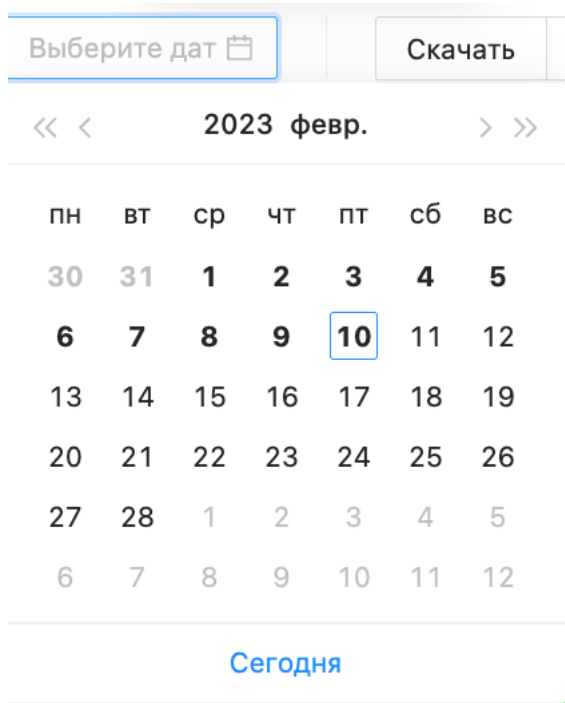 Выберите дат Скачать
2023 февр.
пн вт ср чт пт сб вс
30 31 1 2 3 4 5
6 7 8 9 10 11 12
13 14 15 16 17 18 19
20 21 22 23 24 25 26
27 28 1 2 3 4 5
6 7 8 9 10 11 12
Сегодня